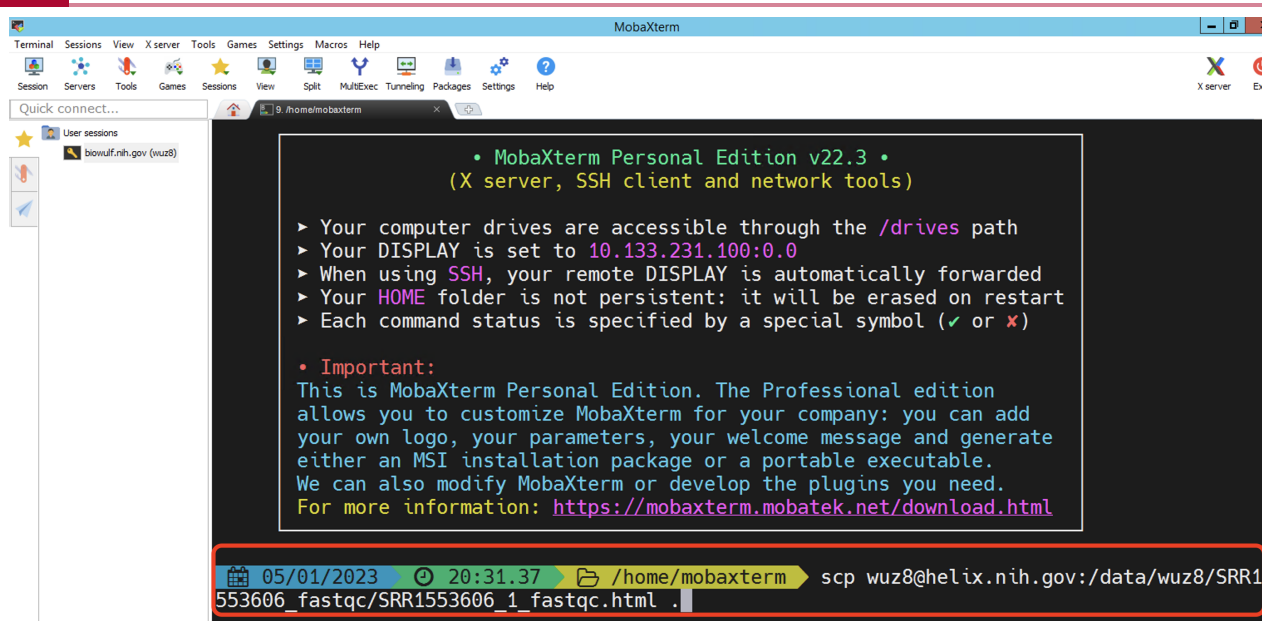 MobaXterm
Terminal Sessions View X server Tools Games Settings Macros Help
Session Servers Tools Games Sessions View Split MultiExec Tunneling Packages Settings Help X server
Quick connect...
9. /home/mobaxterm
User sessions
biowulf.nih.gov (wuz8)
• MobaXterm Personal Edition v22.3 •
(X server, SSH client and network tools)
➤ Your computer drives are accessible through the /drives path
➤ Your DISPLAY is set to 10.133.231.100:0.0
➤ When using SSH, your remote DISPLAY is automatically forwarded
➤ Your HOME folder is not persistent: it will be erased on restart
➤ Each command status is specified by a special symbol (✔ or ✘)
• Important:
This is MobaXterm Personal Edition. The Professional edition
allows you to customize MobaXterm for your company: you can add
your own logo, your parameters, your welcome message and generate
either an MSI installation package or a portable executable.
We can also modify MobaXterm or develop the plugins you need.
For more information: https://mobaxterm.mobatek.net/download.html
05/01/2023 20:31.37 /home/mobaxterm scp wuz8@helix.nih.gov:/data/wuz8/SRR1
553606_fastqc/SRR1553606_1_fastqc.html .